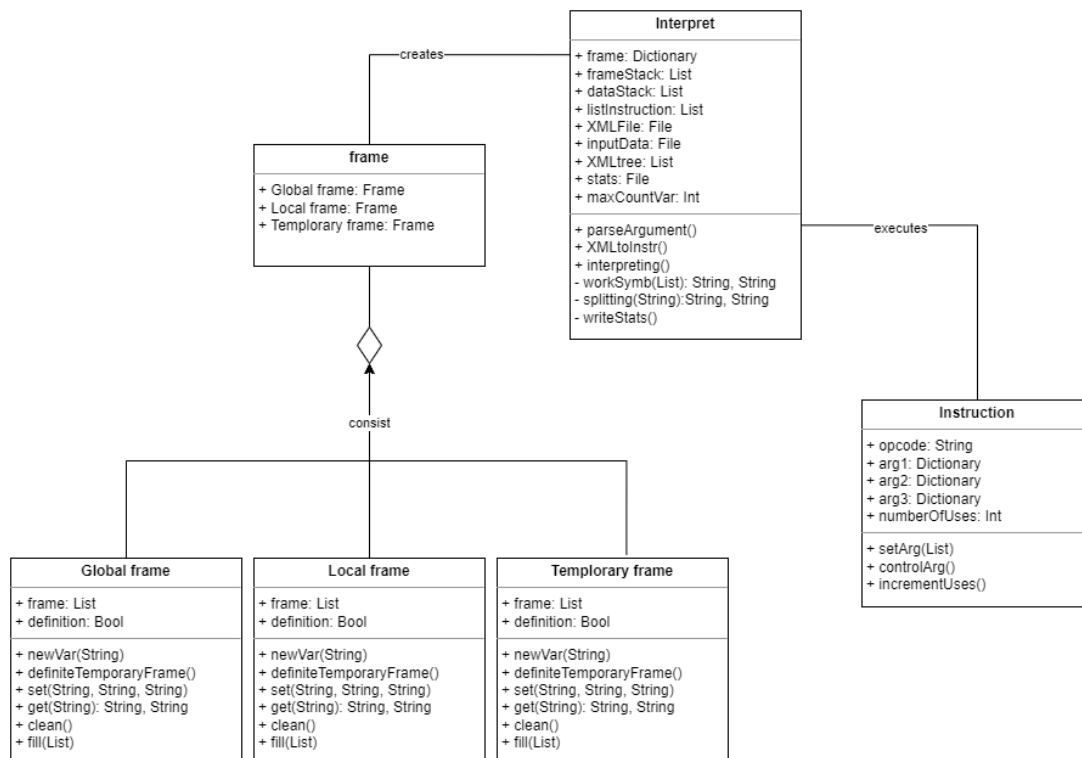 Interpret
+ frame: Dictionary
+ frameStack: List
+ dataStack: List
+ listInstruction: List
+ XMLFile: File
+ inputData: File
+ XMLtree: List
+ stats: File
+ maxCountVar: Int
+ parseArgument()
+ XMLtoInstr()
+ interpreting()
- workSymb(List): String, String
- splitting(String):String, String
- writeStats()
creates
frame
+ Global frame: Frame
+ Local frame: Frame
+ Templorary frame: Frame
executes
Instruction
+ opcode: String
+ arg1: Dictionary
+ arg2: Dictionary
+ arg3: Dictionary
+ numberOfUses: Int
+ setArg(List)
+ controlArg()
+ incrementUses()
consist
Global frame
+ frame: List
+ definition: Bool
+ newVar(String)
+ definiteTemporaryFrame()
+ set(String, String, String)
+ get(String): String, String
+ clean()
+ fill(List)
Local frame
+ frame: List
+ definition: Bool
+ newVar(String)
+ definiteTemporaryFrame()
+ set(String, String, String)
+ get(String): String, String
+ clean()
+ fill(List)
Templorary frame
+ frame: List
+ definition: Bool
+ newVar(String)
+ definiteTemporaryFrame()
+ set(String, String, String)
+ get(String): String, String
+ clean()
+ fill(List)